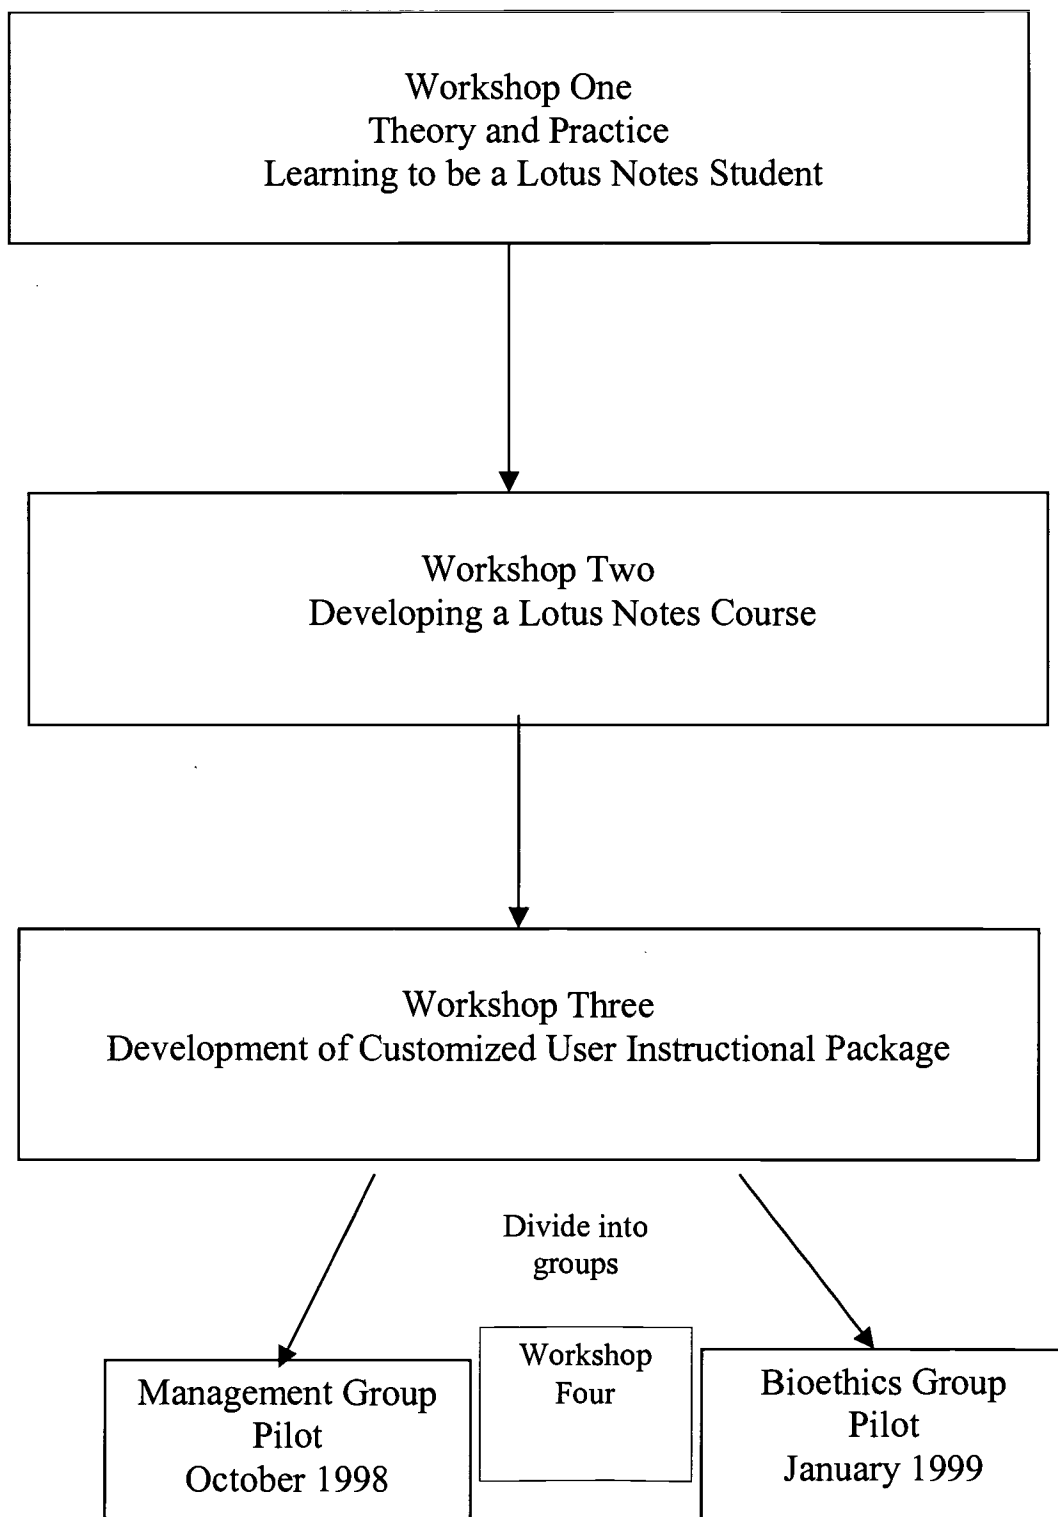 Workshop One
Theory and Practice
Learning to be a Lotus Notes Student
Workshop Two
Developing a Lotus Notes Course
Workshop Three
Development of Customized User Instructional Package
Divide into
groups
Management Group
Pilot
October 1998
Workshop
Four
Bioethics Group
Pilot
January 1999